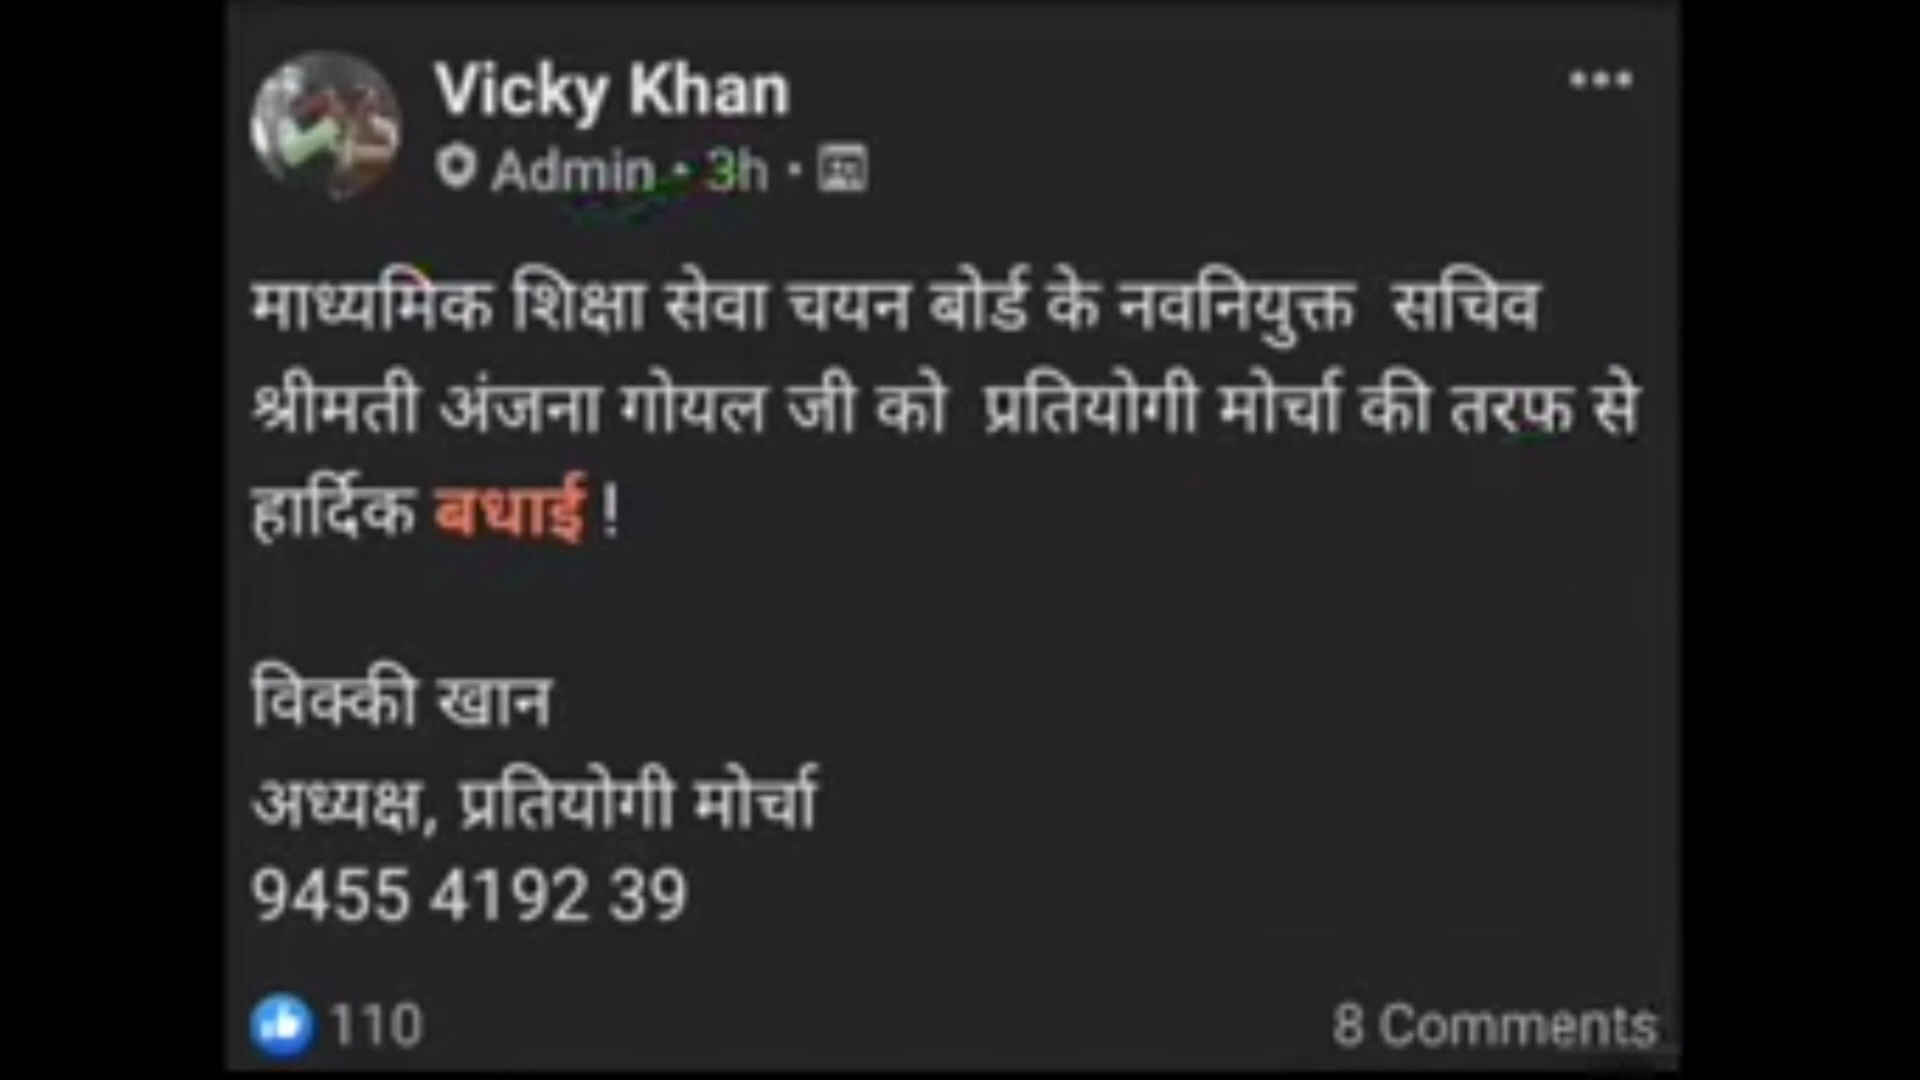 Vicky Khan
Admin · 3h ·
माध्यमिक शिक्षा सेवा चयन बोर्ड के नवनियुक्त सचिव
श्रीमती अंजना गोयल जी को प्रतियोगी मोर्चा की तरफ से
हार्दिक बधाई !
विक्की खान
अध्यक्ष, प्रतियोगी मोर्चा
9455 4192 39
110
8 Comments